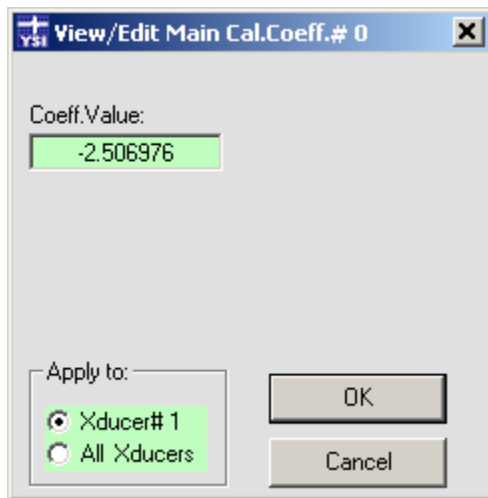 YSI View/Edit Main Cal.Coeff.# 0
Coeff.Value:
-2.506976
Apply to:
Xducer# 1
All Xducers
OK
Cancel